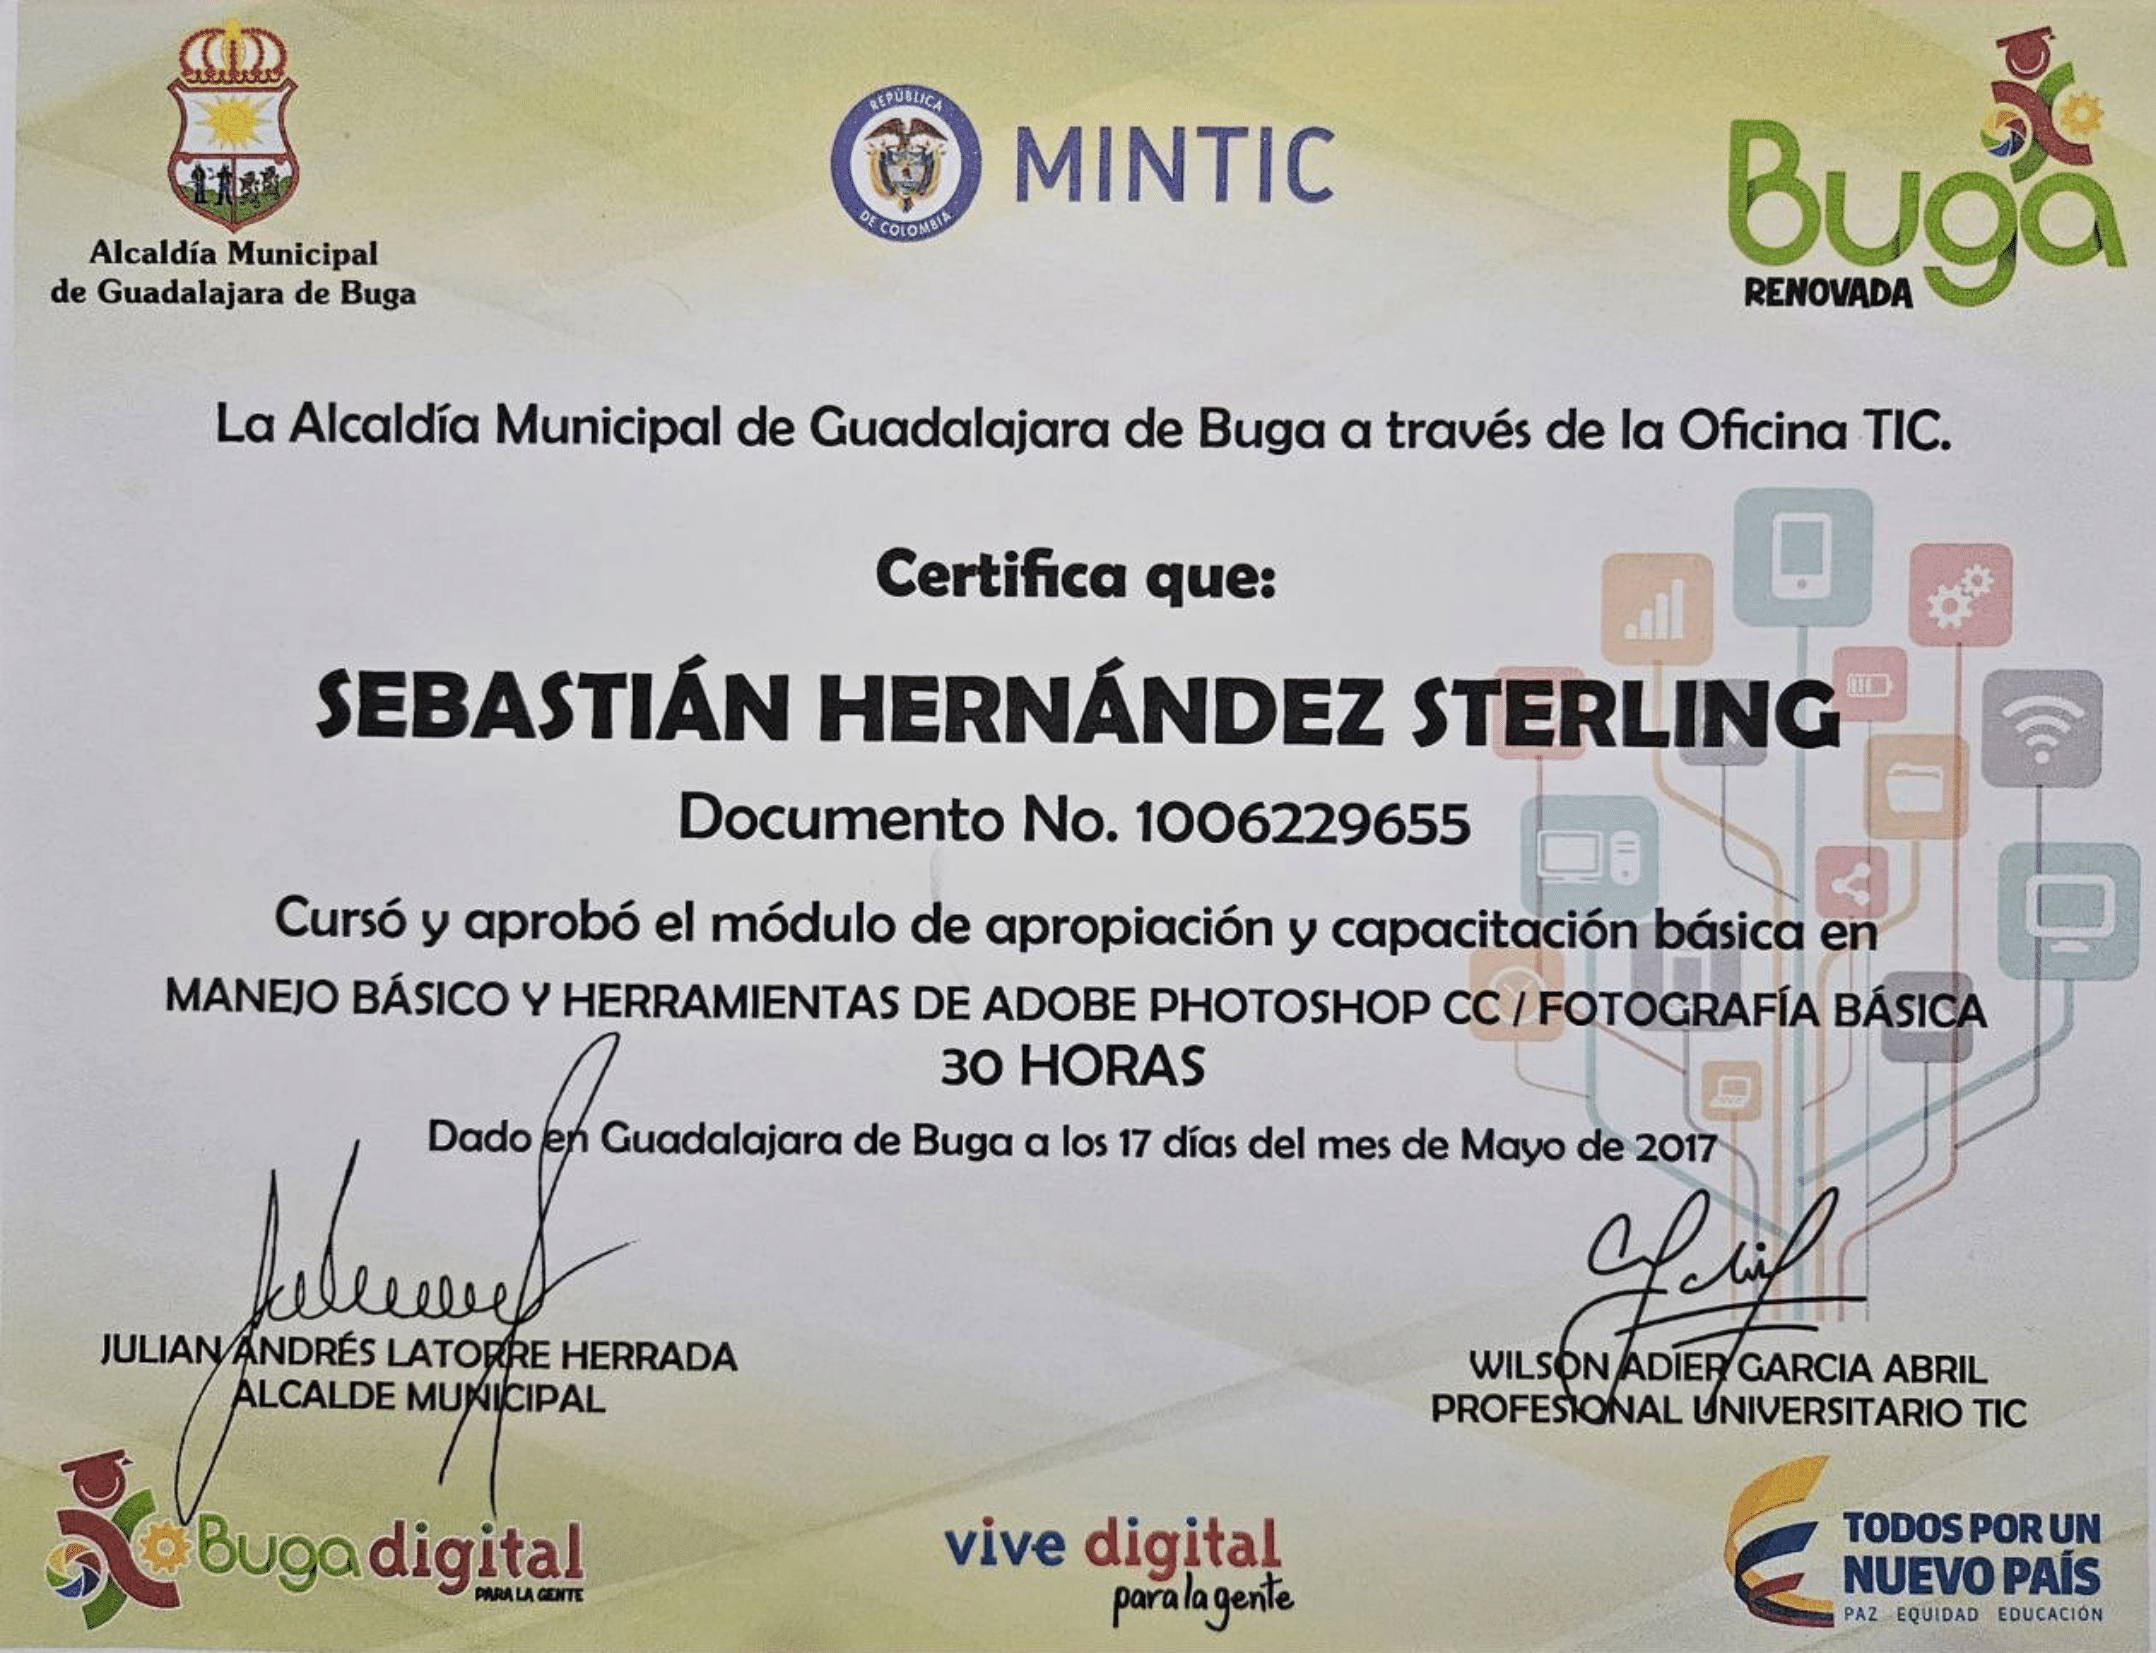 REPÚBLICA
DE COLOMBIA
MINTIC
Buga
RENOVADA
Alcaldía Municipal
de Guadalajara de Buga
La Alcaldía Municipal de Guadalajara de Buga a través de la Oficina TIC.
Certifica que:
SEBASTIÁN HERNÁNDEZ STERLING
Documento No. 1006229655
Cursó y aprobó el módulo de apropiación y capacitación básica en
MANEJO BÁSICO Y HERRAMIENTAS DE ADOBE PHOTOSHOP CC / FOTOGRAFÍA BÁSICA
30 HORAS
Dado en Guadalajara de Buga a los 17 días del mes de Mayo de 2017
JULIAN ANDRÉS LATORRE HERRADA
ALCALDE MUNICIPAL
WILSON ADIER GARCIA ABRIL
PROFESIONAL UNIVERSITARIO TIC
Buga digital
PARA LA GENTE
vive digital
para la gente
TODOS POR UN
NUEVO PAÍS
PAZ EQUIDAD EDUCACIÓN